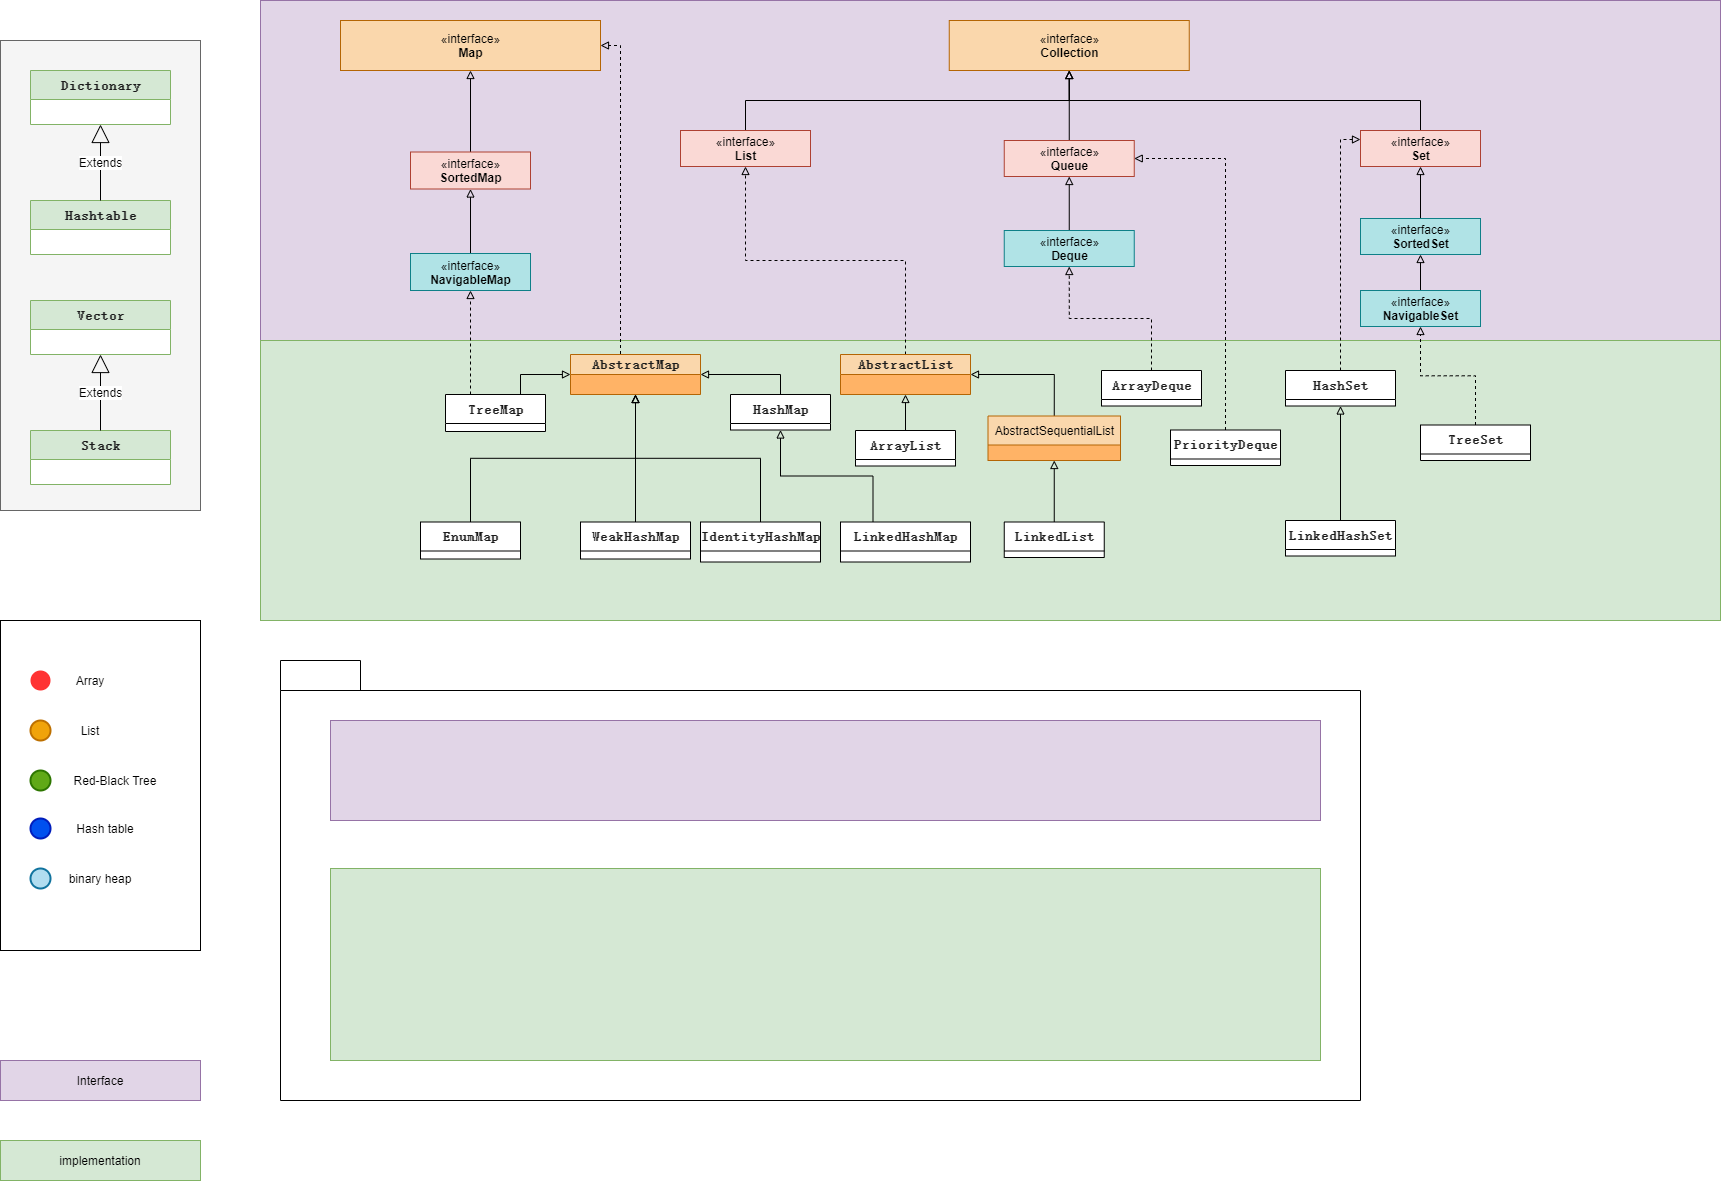 Dictionary
Extends
Hashtable
Vector
Extends
Stack
«interface»
Map
«interface»
Collection
«interface»
SortedMap
«interface»
List
«interface»
Queue
«interface»
Set
«interface»
NavigableMap
«interface»
Deque
«interface»
SortedSet
«interface»
NavigableSet
AbstractMap
AbstractList
TreeMap
HashMap
ArrayList
AbstractSequentialList
ArrayDeque
PriorityDeque
HashSet
TreeSet
EnumMap
WeakHashMap
IdentityHashMap
LinkedHashMap
LinkedList
LinkedHashSet
Array
List
Red-Black Tree
Hash table
binary heap
Interface
implementation